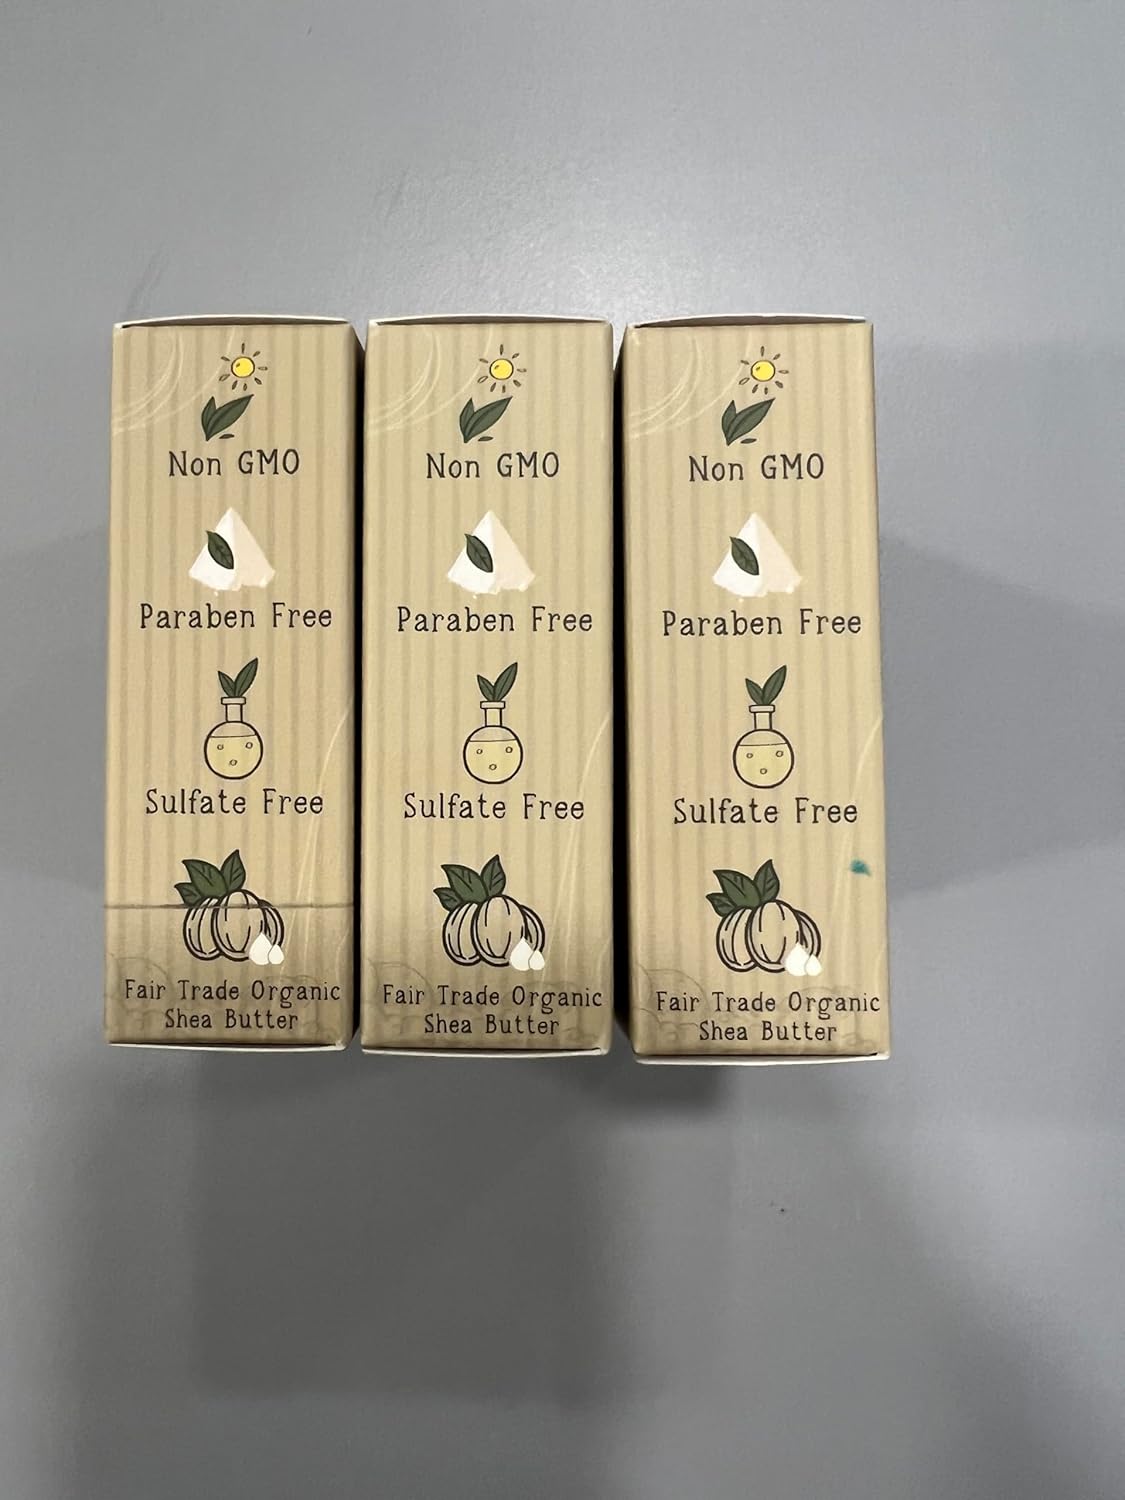 Non GMO
Paraben Free
Sulfate Free
Fair Trade Organic
Shea Butter
Non GMO
Paraben Free
Sulfate Free
Fair Trade Organic
Shea Butter
Non GMO
Paraben Free
Sulfate Free
Fair Trade Organic
Shea Butter